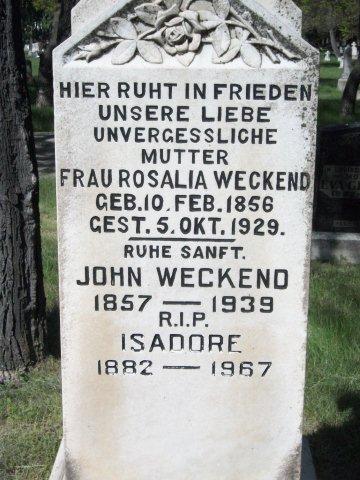 HIER RUHT IN FRIEDEN
UNSERE LIEBE
UNVERGESSLICHE
MUTTER
FRAU ROSALIA WECKEND
GEB. 10. FEB. 1856
GEST. 5. OKT. 1929.
RUHE SANFT.
JOHN WECKEND
1857 — 1939
R.I.P.
ISADORE
1882 — 1967